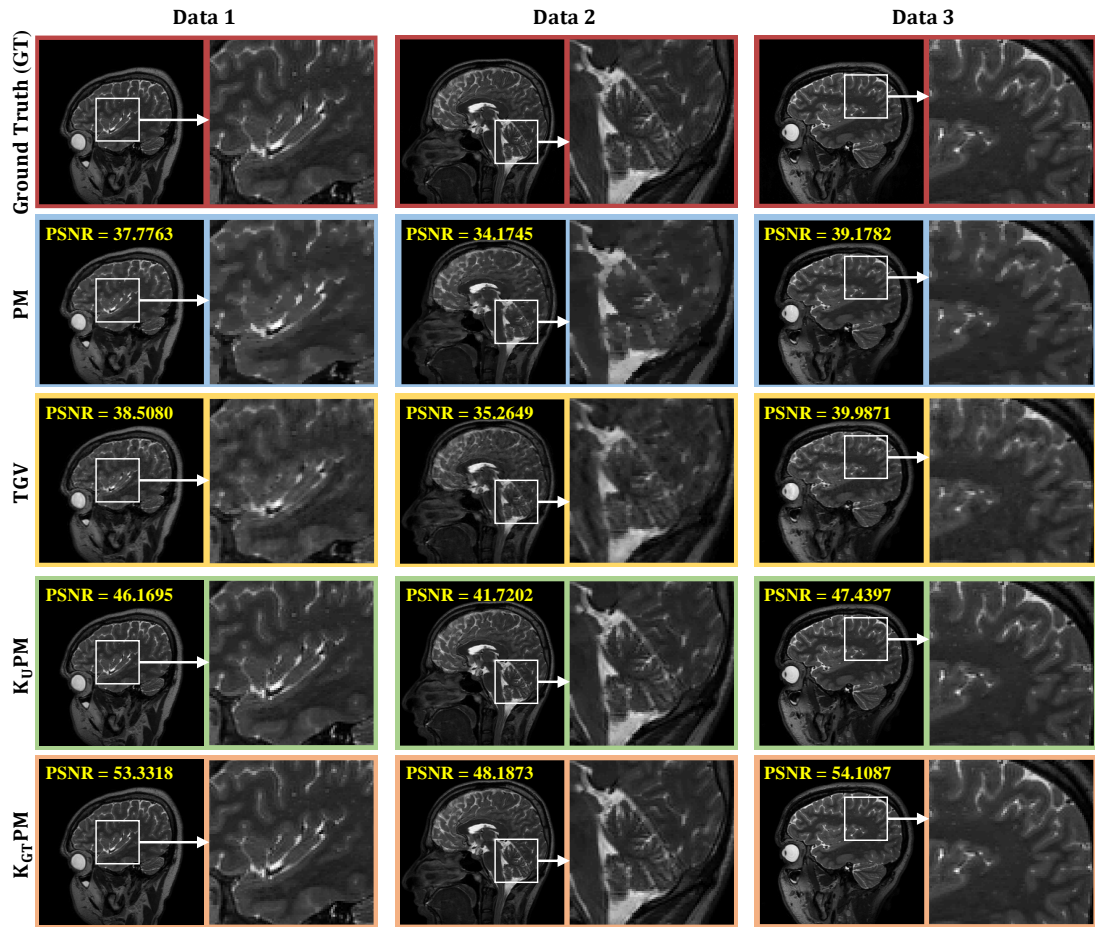 Data 1 Data 2 Data 3
Ground Truth (GT)
PM
PSNR = 37.7763 PSNR = 34.1745 PSNR = 39.1782
TGV
PSNR = 38.5080 PSNR = 35.2649 PSNR = 39.9871
K_UPM
PSNR = 46.1695 PSNR = 41.7202 PSNR = 47.4397
K_GTPM
PSNR = 53.3318 PSNR = 48.1873 PSNR = 54.1087